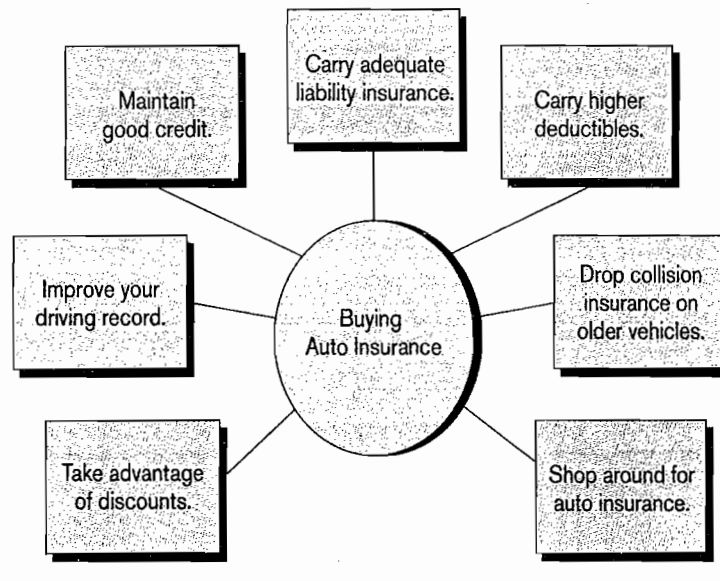 Carry adequate
liability insurance.
Maintain
good credit.
Carry higher
deductibles.
Improve your
driving record.
Buying
Auto Insurance
Drop collision
insurance on
older vehicles.
Take advantage
of discounts.
Shop around for
auto insurance.